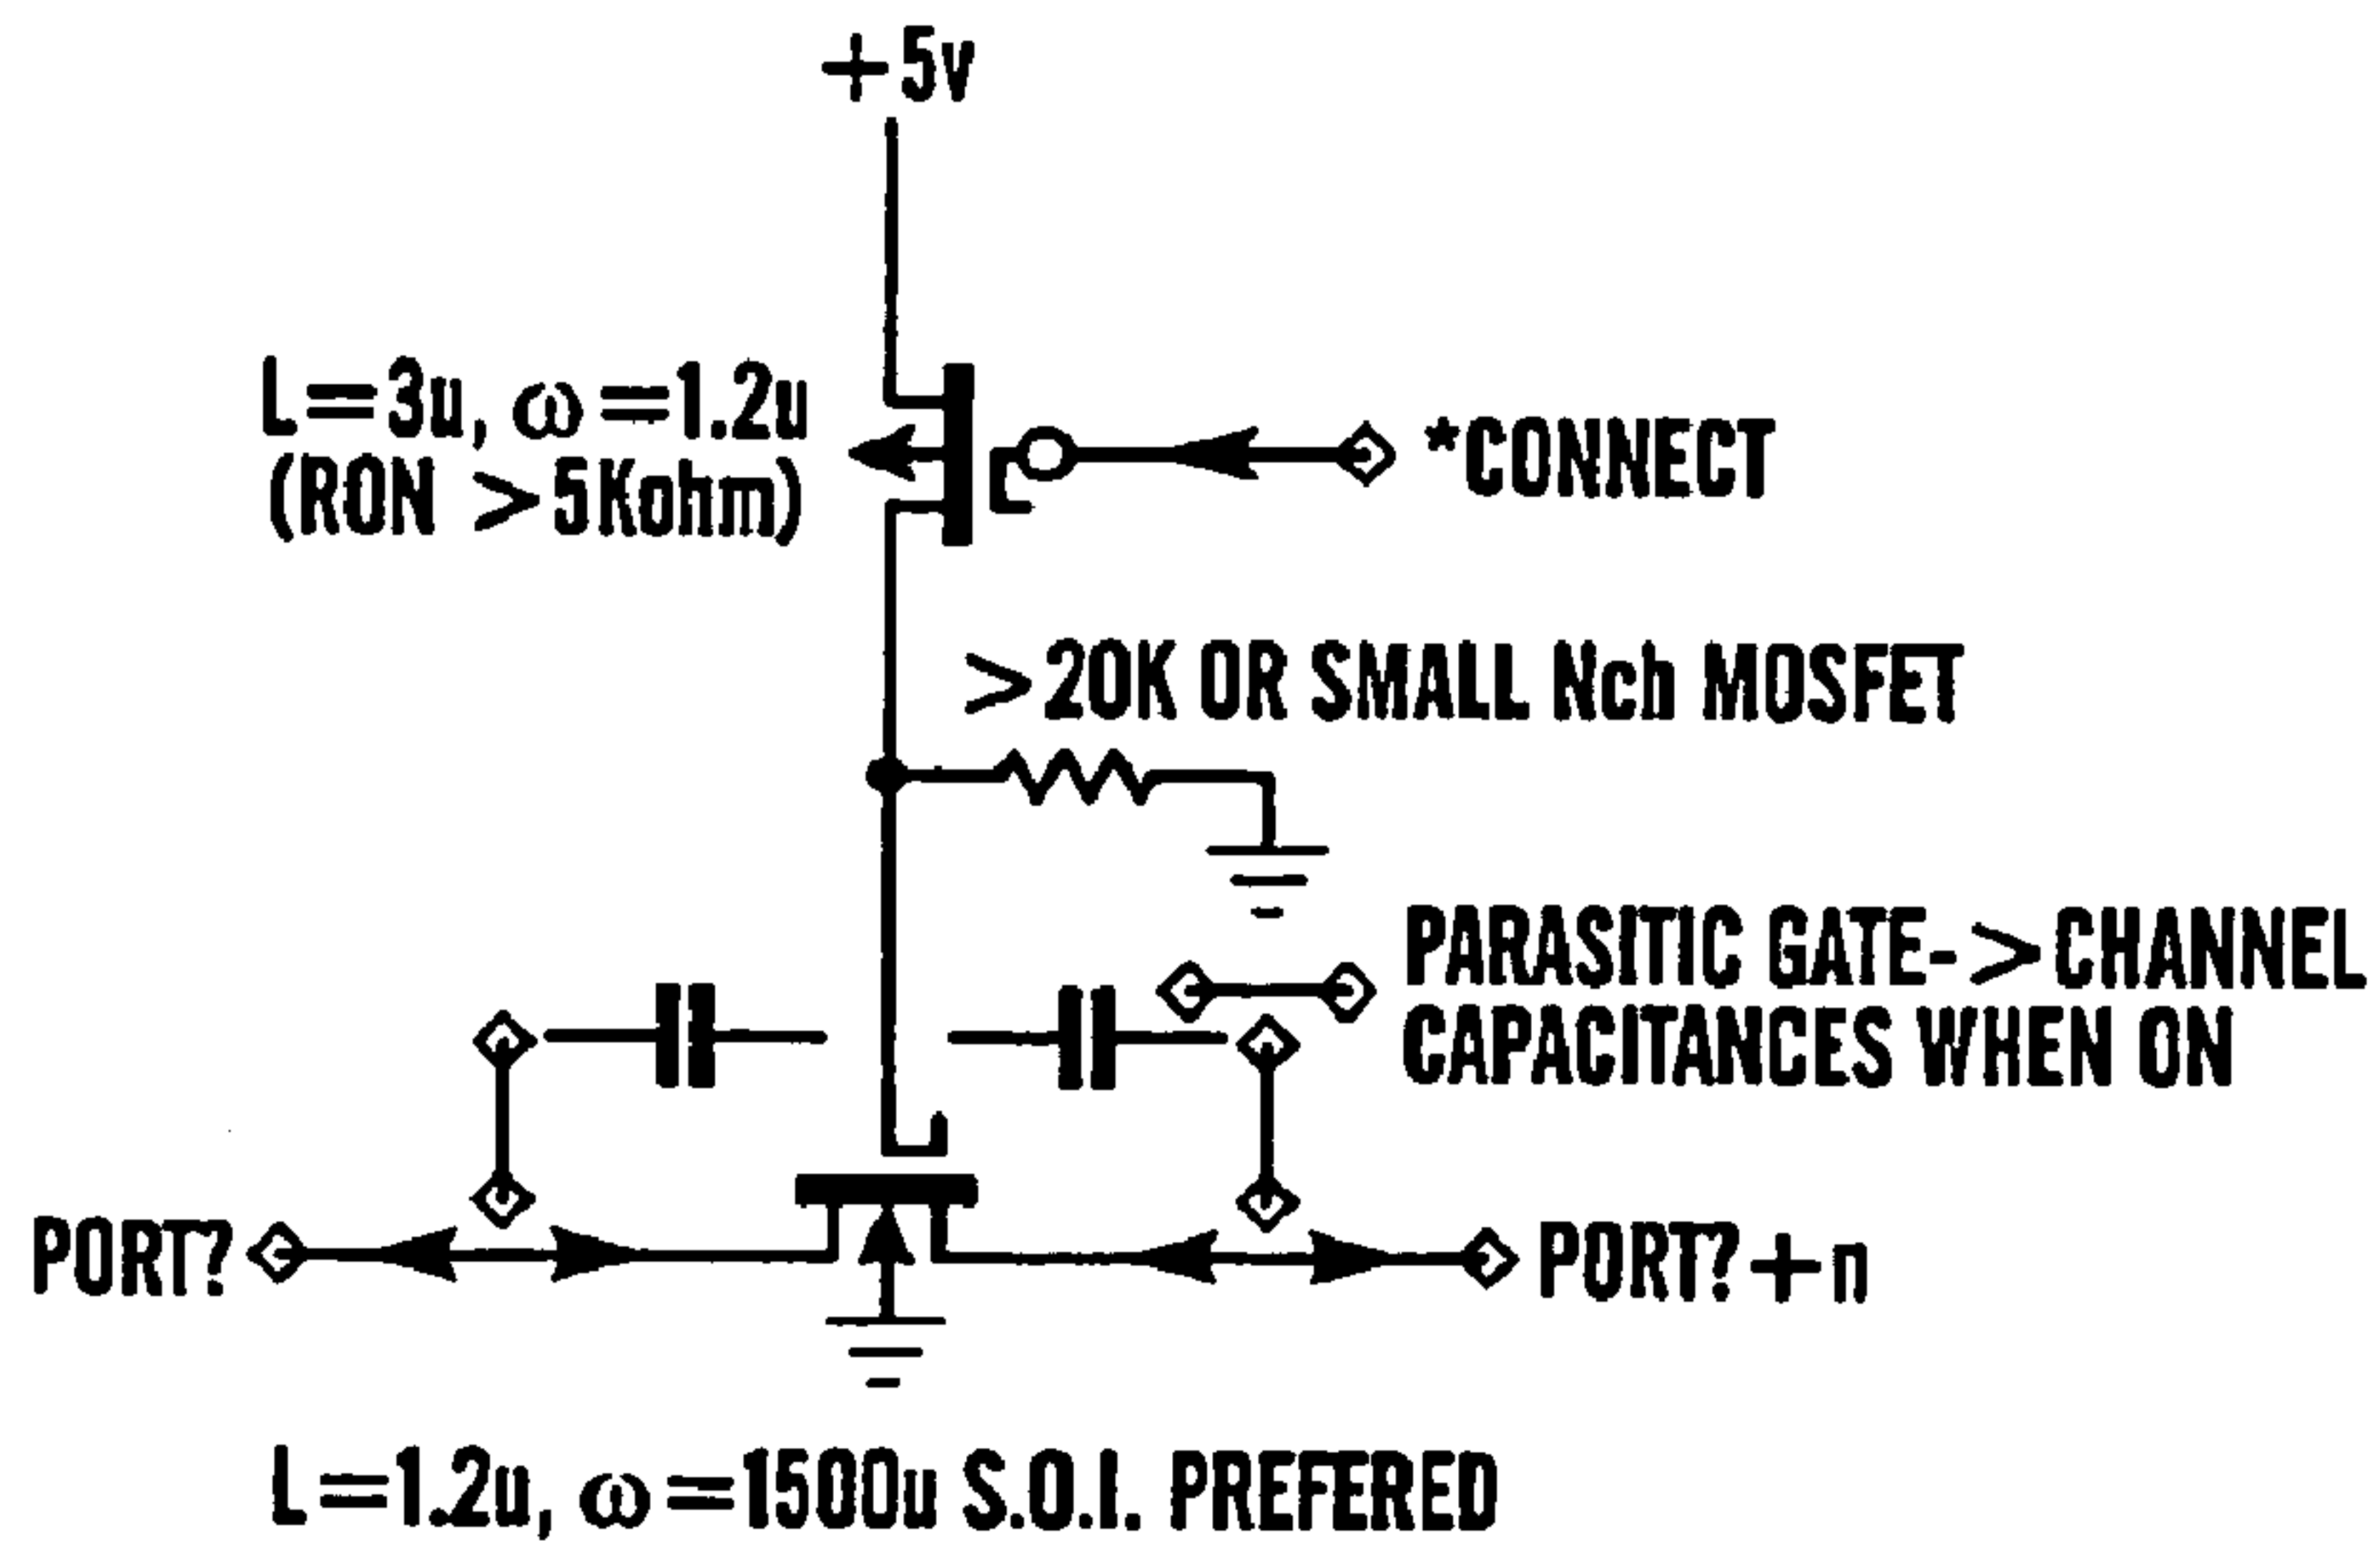 +5v
L=3u, ω=1.2u
(RON >5Kohm)
*CONNECT
>20K OR SMALL Nch MOSFET
PARASITIC GATE->CHANNEL
CAPACITANCES WHEN ON
PORT?
PORT?+n
L=1.2u, ω=1500u S.O.I. PREFERED